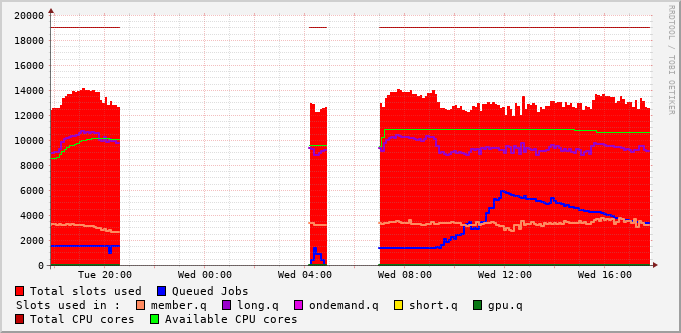 20000
18000
16000
14000
12000
10000
8000
6000
4000
2000
0
Tue 20:00 Wed 00:00 Wed 04:00 Wed 08:00 Wed 12:00 Wed 16:00
RRDTOOL / TOBI OETIKER
Total slots used Queued Jobs
Slots used in : member.q long.q ondemand.q short.q gpu.q
Total CPU cores Available CPU cores